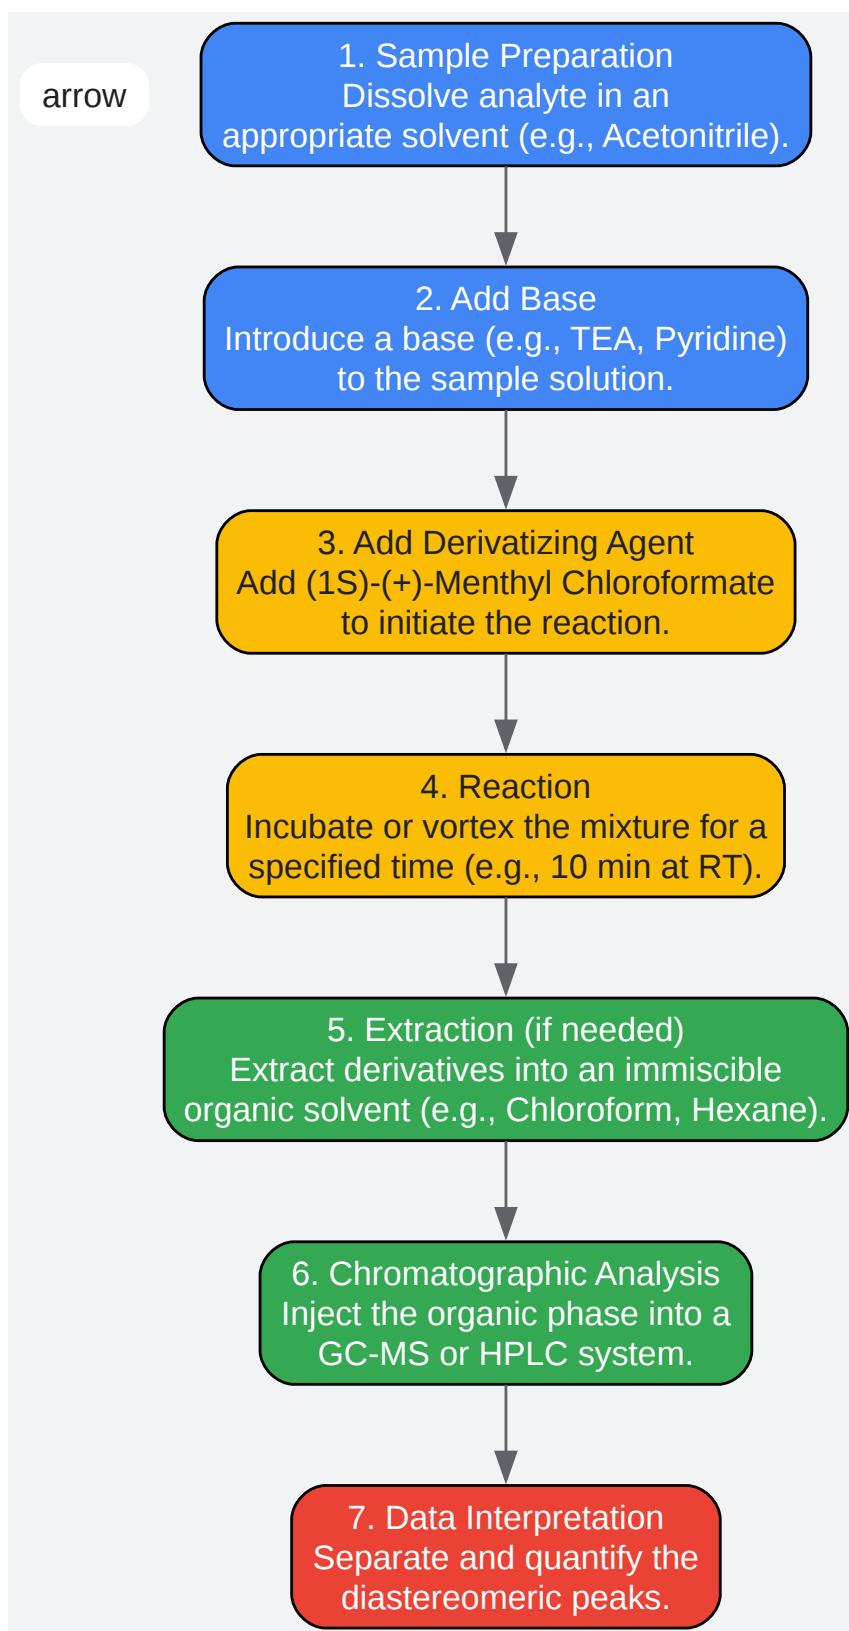 arrow
1. Sample Preparation
Dissolve analyte in an
appropriate solvent (e.g., Acetonitrile).
2. Add Base
Introduce a base (e.g., TEA, Pyridine)
to the sample solution.
3. Add Derivatizing Agent
Add (1S)-(+)-Menthyl Chloroformate
to initiate the reaction.
4. Reaction
Incubate or vortex the mixture for a
specified time (e.g., 10 min at RT).
5. Extraction (if needed)
Extract derivatives into an immiscible
organic solvent (e.g., Chloroform, Hexane).
6. Chromatographic Analysis
Inject the organic phase into a
GC-MS or HPLC system.
7. Data Interpretation
Separate and quantify the
diastereomeric peaks.